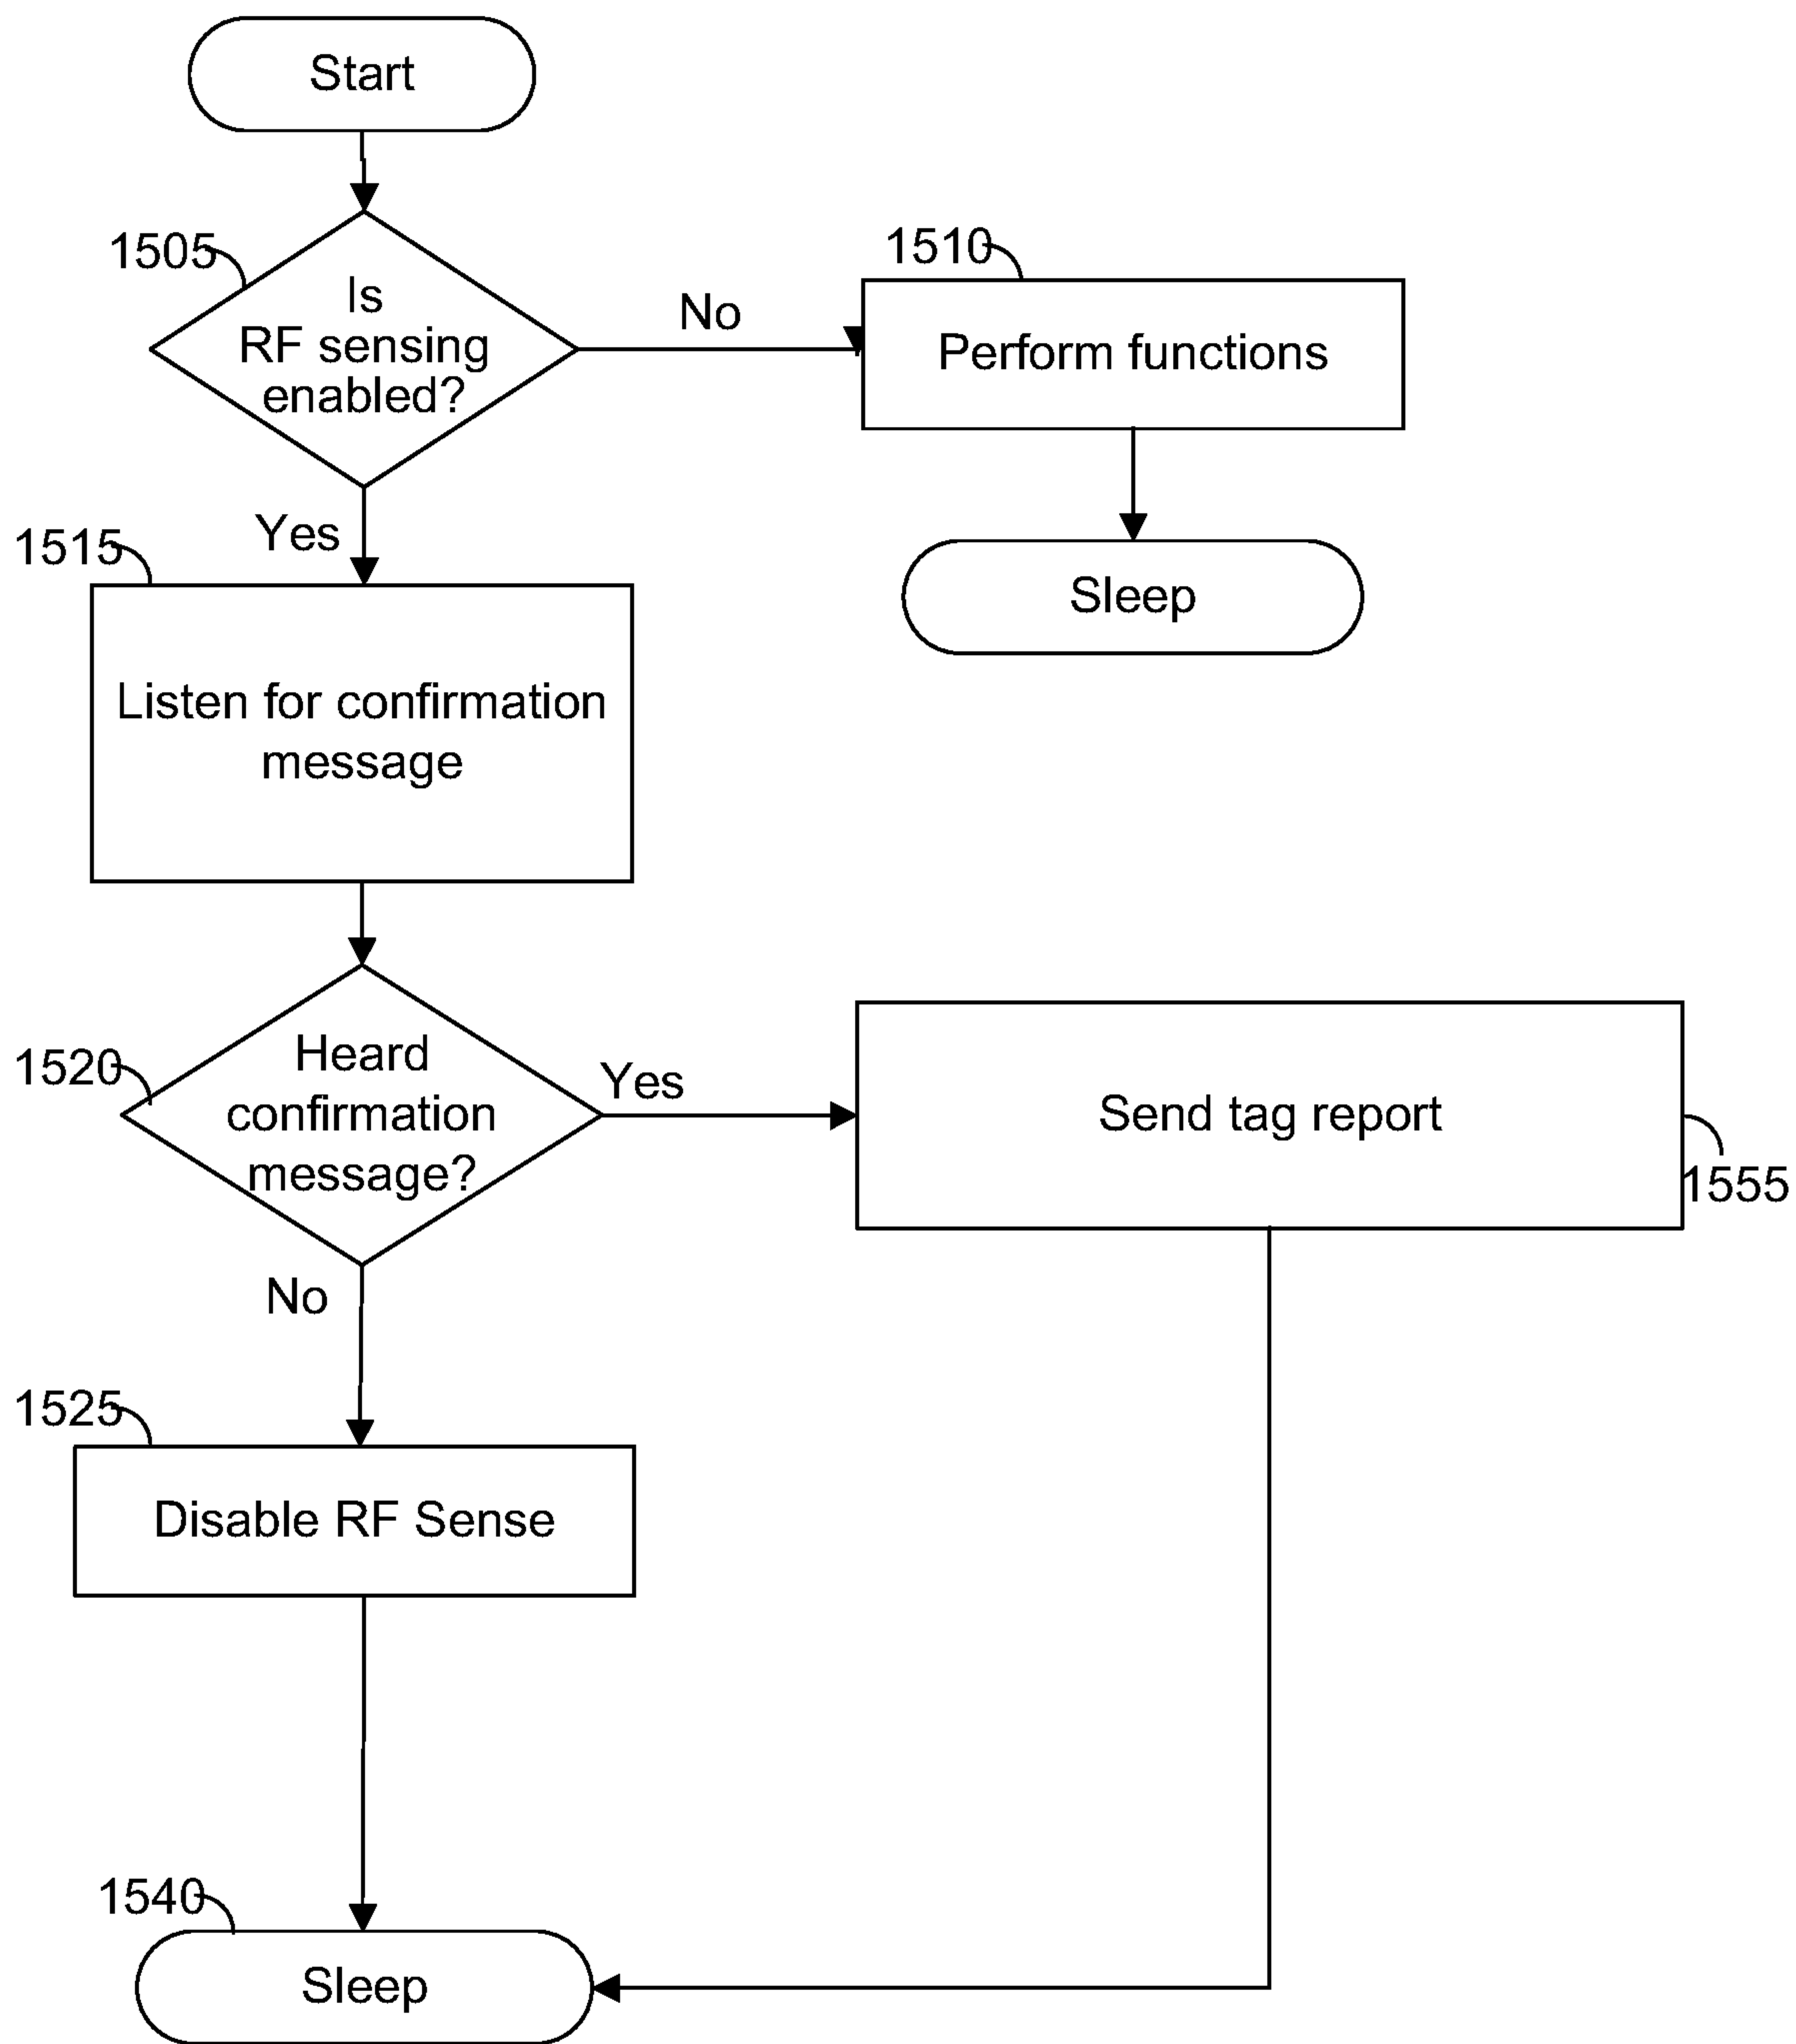 Start
1505
Is
RF sensing
enabled?
No
1510
Perform functions
Sleep
Yes
1515
Listen for confirmation
message
1520
Heard
confirmation
message?
Yes
Send tag report
1555
No
1525
Disable RF Sense
1540
Sleep